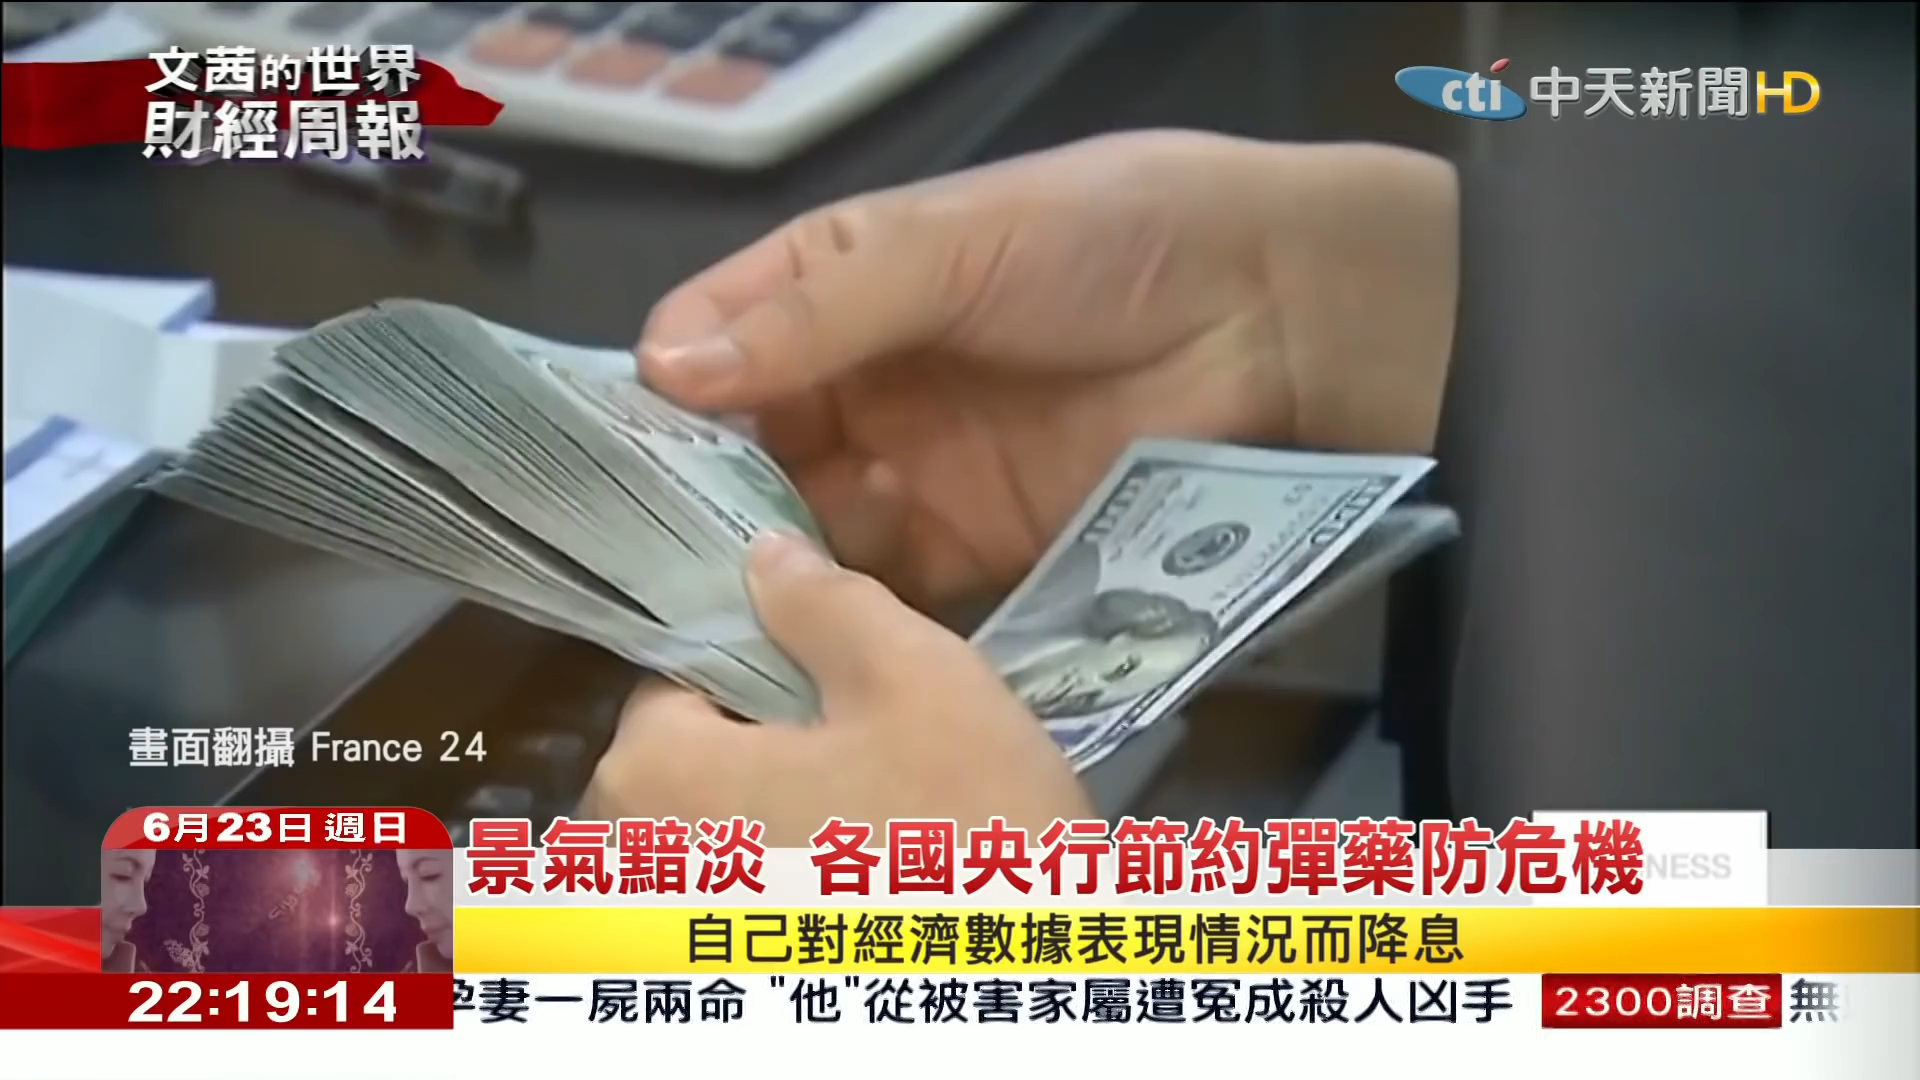 文茜的世界
財經周報
cti 中天新聞HD
畫面翻攝 France 24
6月23日 週日
景氣黯淡 各國央行節約彈藥防危機
NESS
自己對經濟數據表現情況而降息
22:19:14
孕妻一屍兩命 "他"從被害家屬遭冤成殺人凶手 2300調查 無